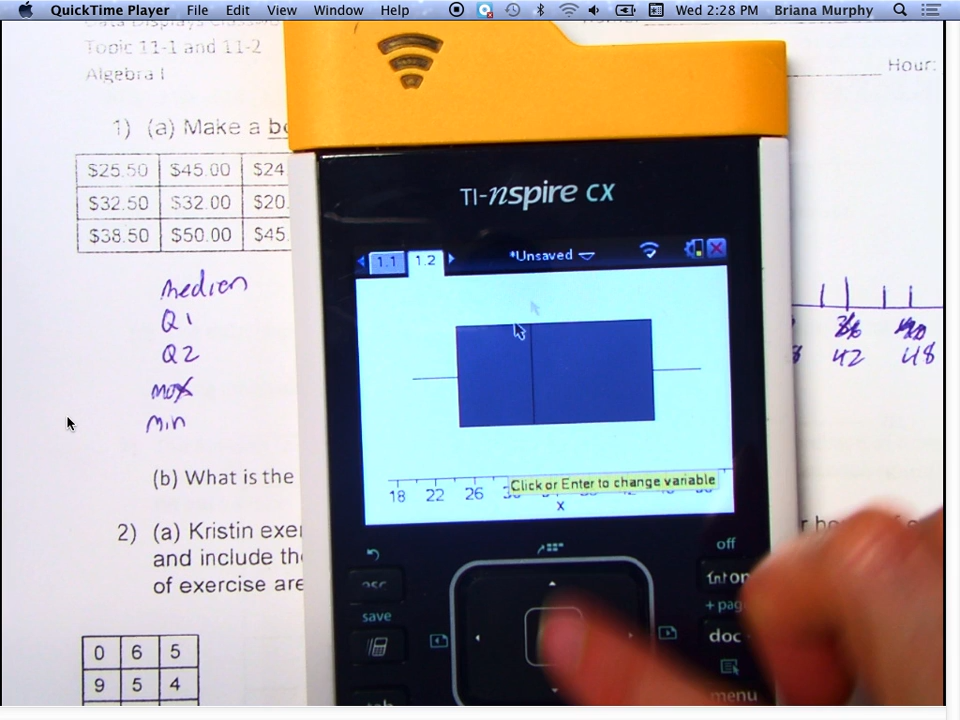 QuickTime Player File Edit View Window Help Wed 2:28 PM Briana Murphy
Topic 11-1 and 11-2
Algebra I
Hour:
1) (a) Make a
$25.50 $45.00 $24
$32.50 $32.00 $20
$38.50 $50.00 $45
TI-nspire CX
1.1 1.2 *Unsaved
median
Q1
Q2
max
min
42 48
18 22 26
Click or Enter to change variable
x
(b) What is the
2) (a) Kristin
and include
of exercise are
off
esc
on
save
+ page
doc
menu
tab
0 6 5
9 5 4